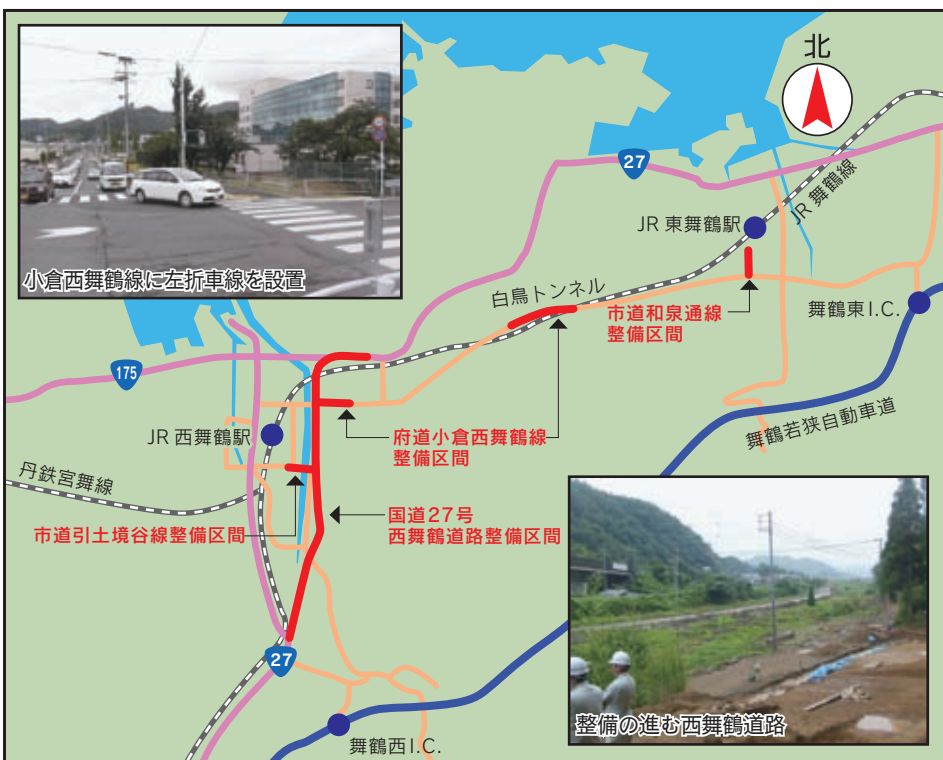 小倉西舞鶴線に左折車線を設置
北
27
JR 舞鶴線
JR 東舞鶴駅
白鳥トンネル
市道和泉通線
整備区間
舞鶴東I.C.
175
JR 西舞鶴駅
府道小倉西舞鶴線
整備区間
舞鶴若狭自動車道
丹鉄宮舞線
市道引土境谷線整備区間
国道27号
西舞鶴道路整備区間
27
舞鶴西I.C.
整備の進む西舞鶴道路